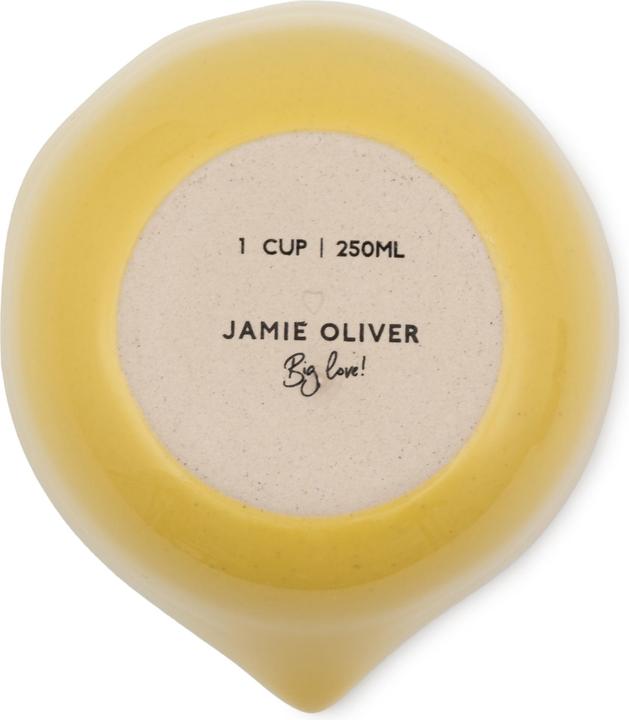 1 CUP | 250ML
JAMIE OLIVER
Big love!